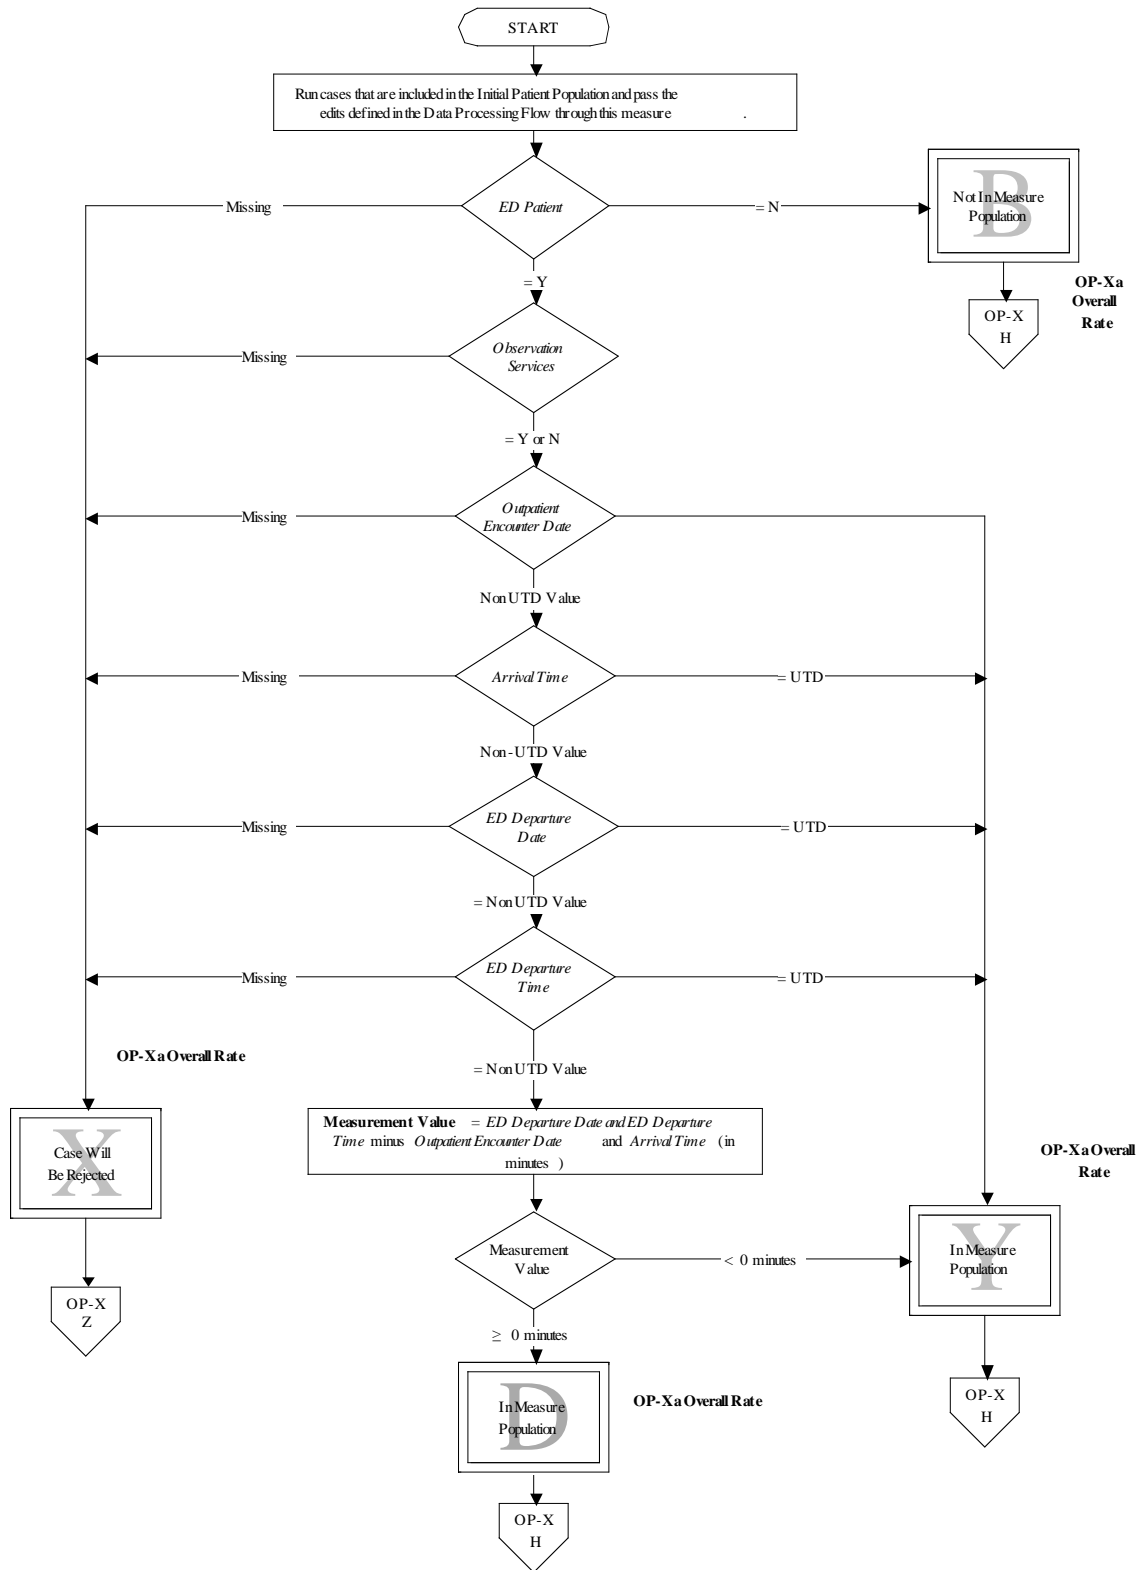 START
Run cases that are included in the Initial Patient Population and pass the
edits defined in the Data Processing Flow through this measure .
ED Patient
Missing
= N
B
Not In Measure
Population
= Y
OP-Xa
Overall
Rate
OP-X
H
Observation
Services
Missing
= Y or N
Outpatient
Encounter Date
Missing
Non UTD Value
Arrival Time
Missing
= UTD
Non-UTD Value
ED Departure
Date
Missing
= UTD
= Non UTD Value
ED Departure
Time
Missing
= UTD
OP-Xa Overall Rate
= Non UTD Value
X
Case Will
Be Rejected
Measurement Value = ED Departure Date and ED Departure
Time minus Outpatient Encounter Date and Arrival Time (in
minutes )
OP-Xa Overall
Rate
Measurement
Value
< 0 minutes
Y
In Measure
Population
OP-X
Z
≥ 0 minutes
D
In Measure
Population
OP-Xa Overall Rate
OP-X
H
OP-X
H